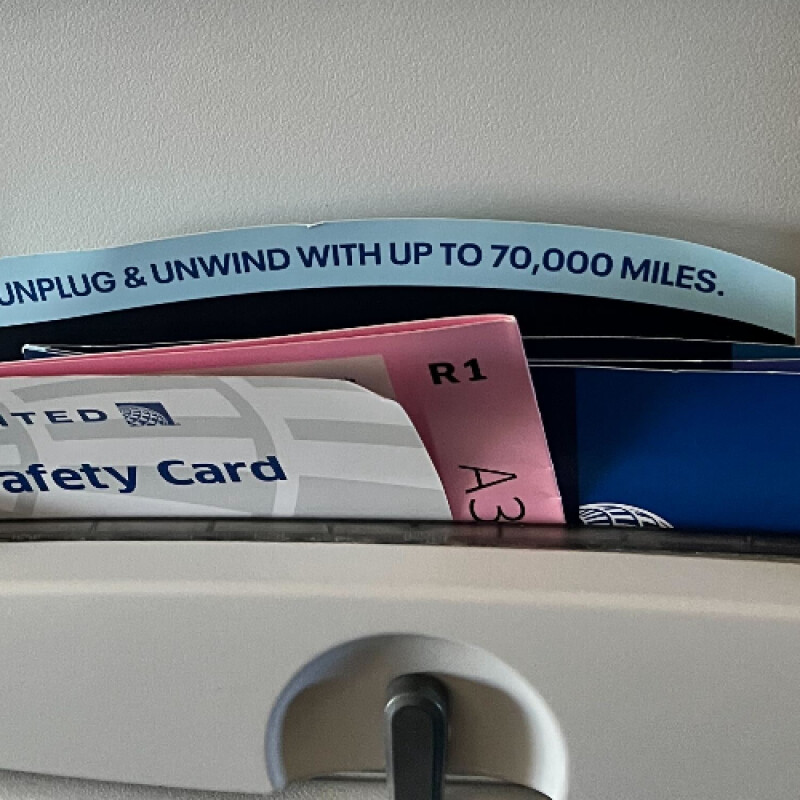 UNPLUG & UNWIND WITH UP TO 70,000 MILES.
R1
ITED
afety Card
A3